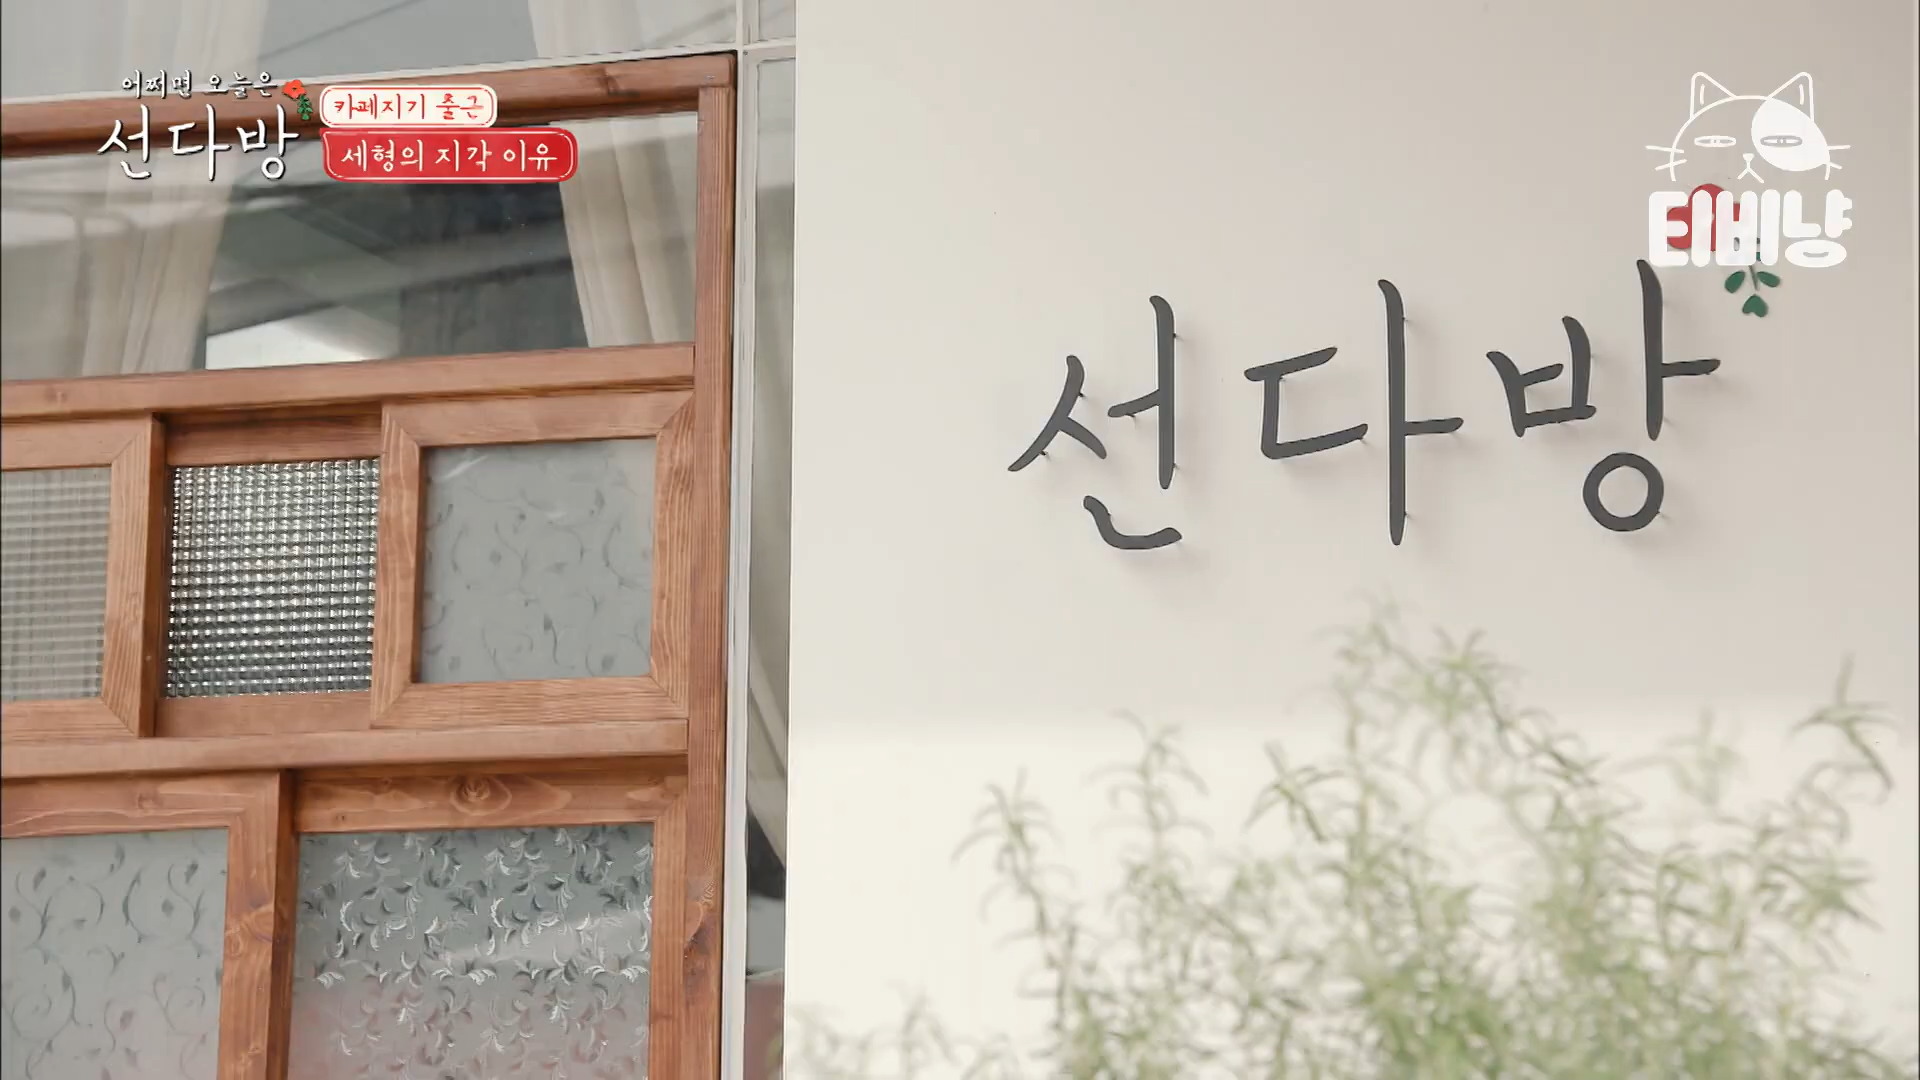 어쩌면 오늘은
선다방
카페지기 출근
세형의 지각 이유
티비냥
선다방